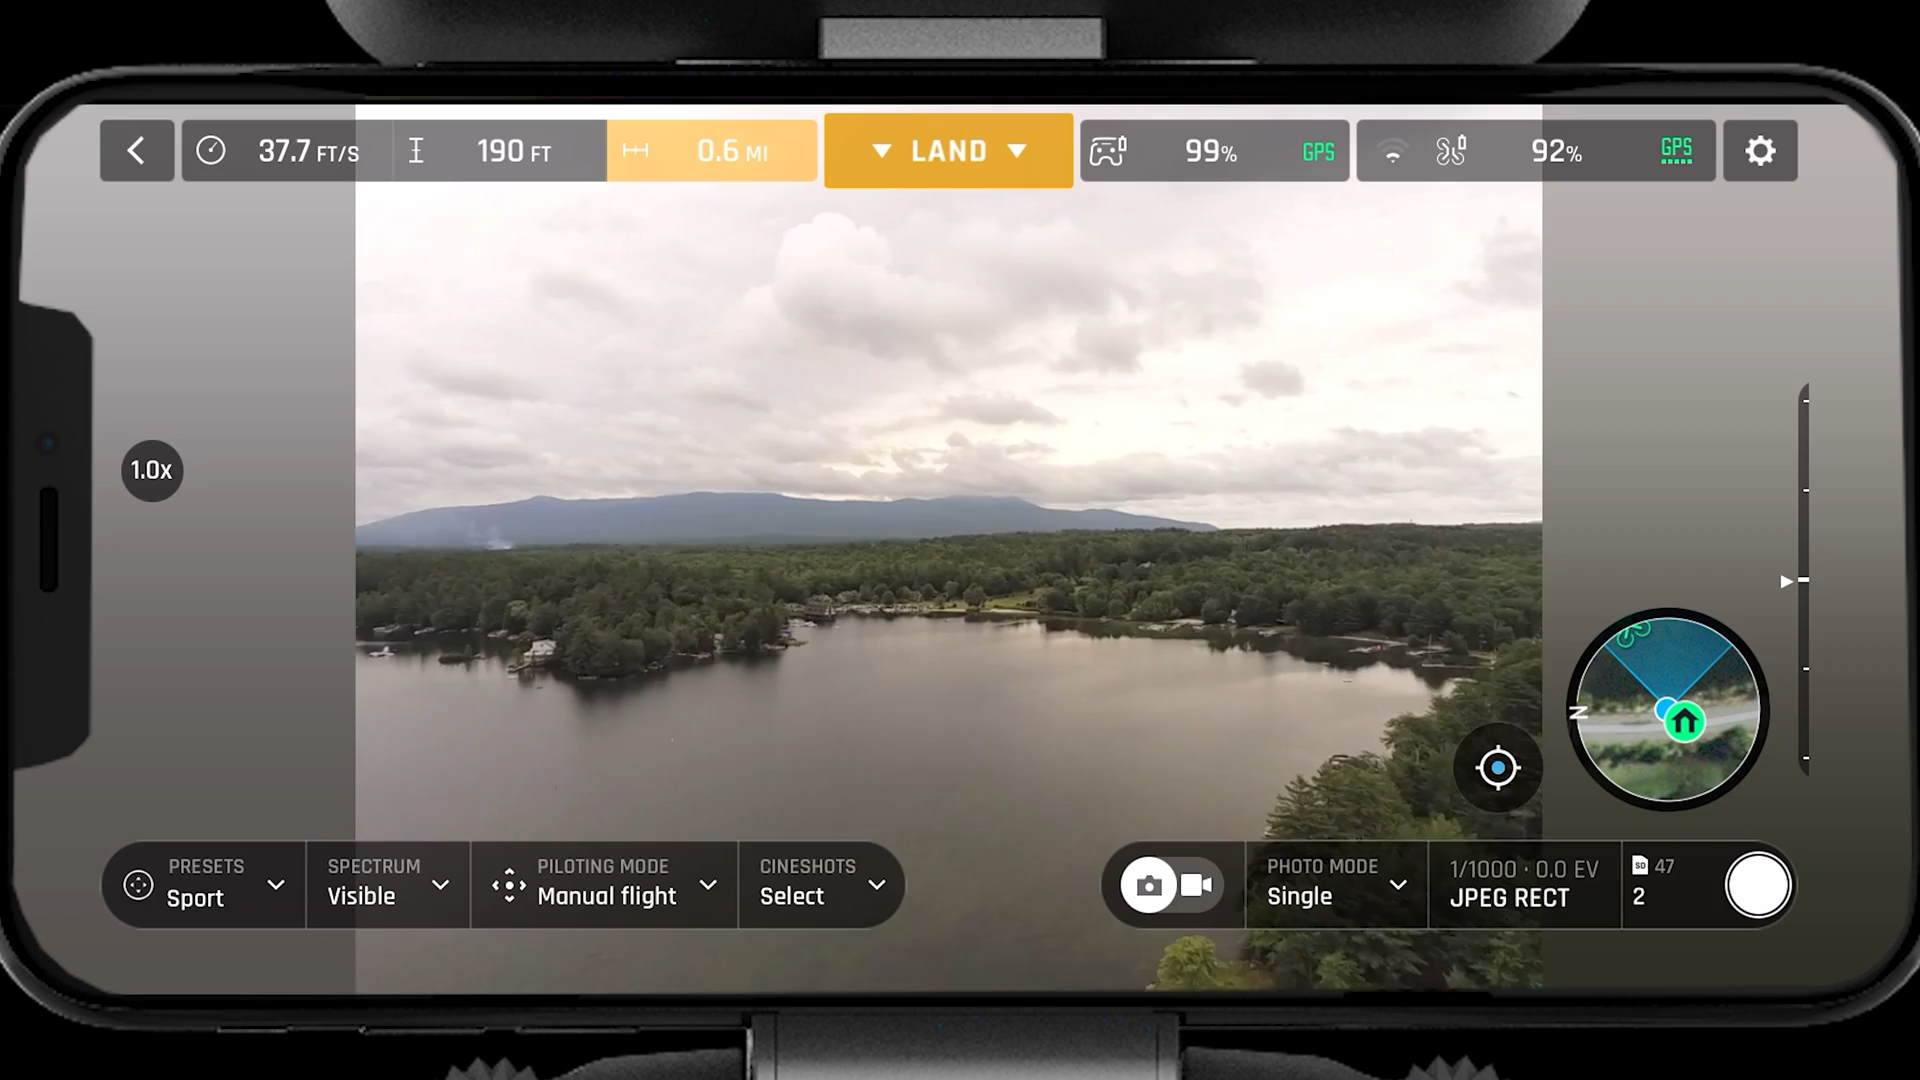 37.7 FT/S
190 FT
0.6 MI
LAND
99%
GPS
92%
GPS
1.0x
N
PRESETS
Sport
SPECTRUM
Visible
PILOTING MODE
Manual flight
CINESHOTS
Select
PHOTO MODE
Single
1/1000 · 0.0 EV
JPEG RECT
SD 47
2